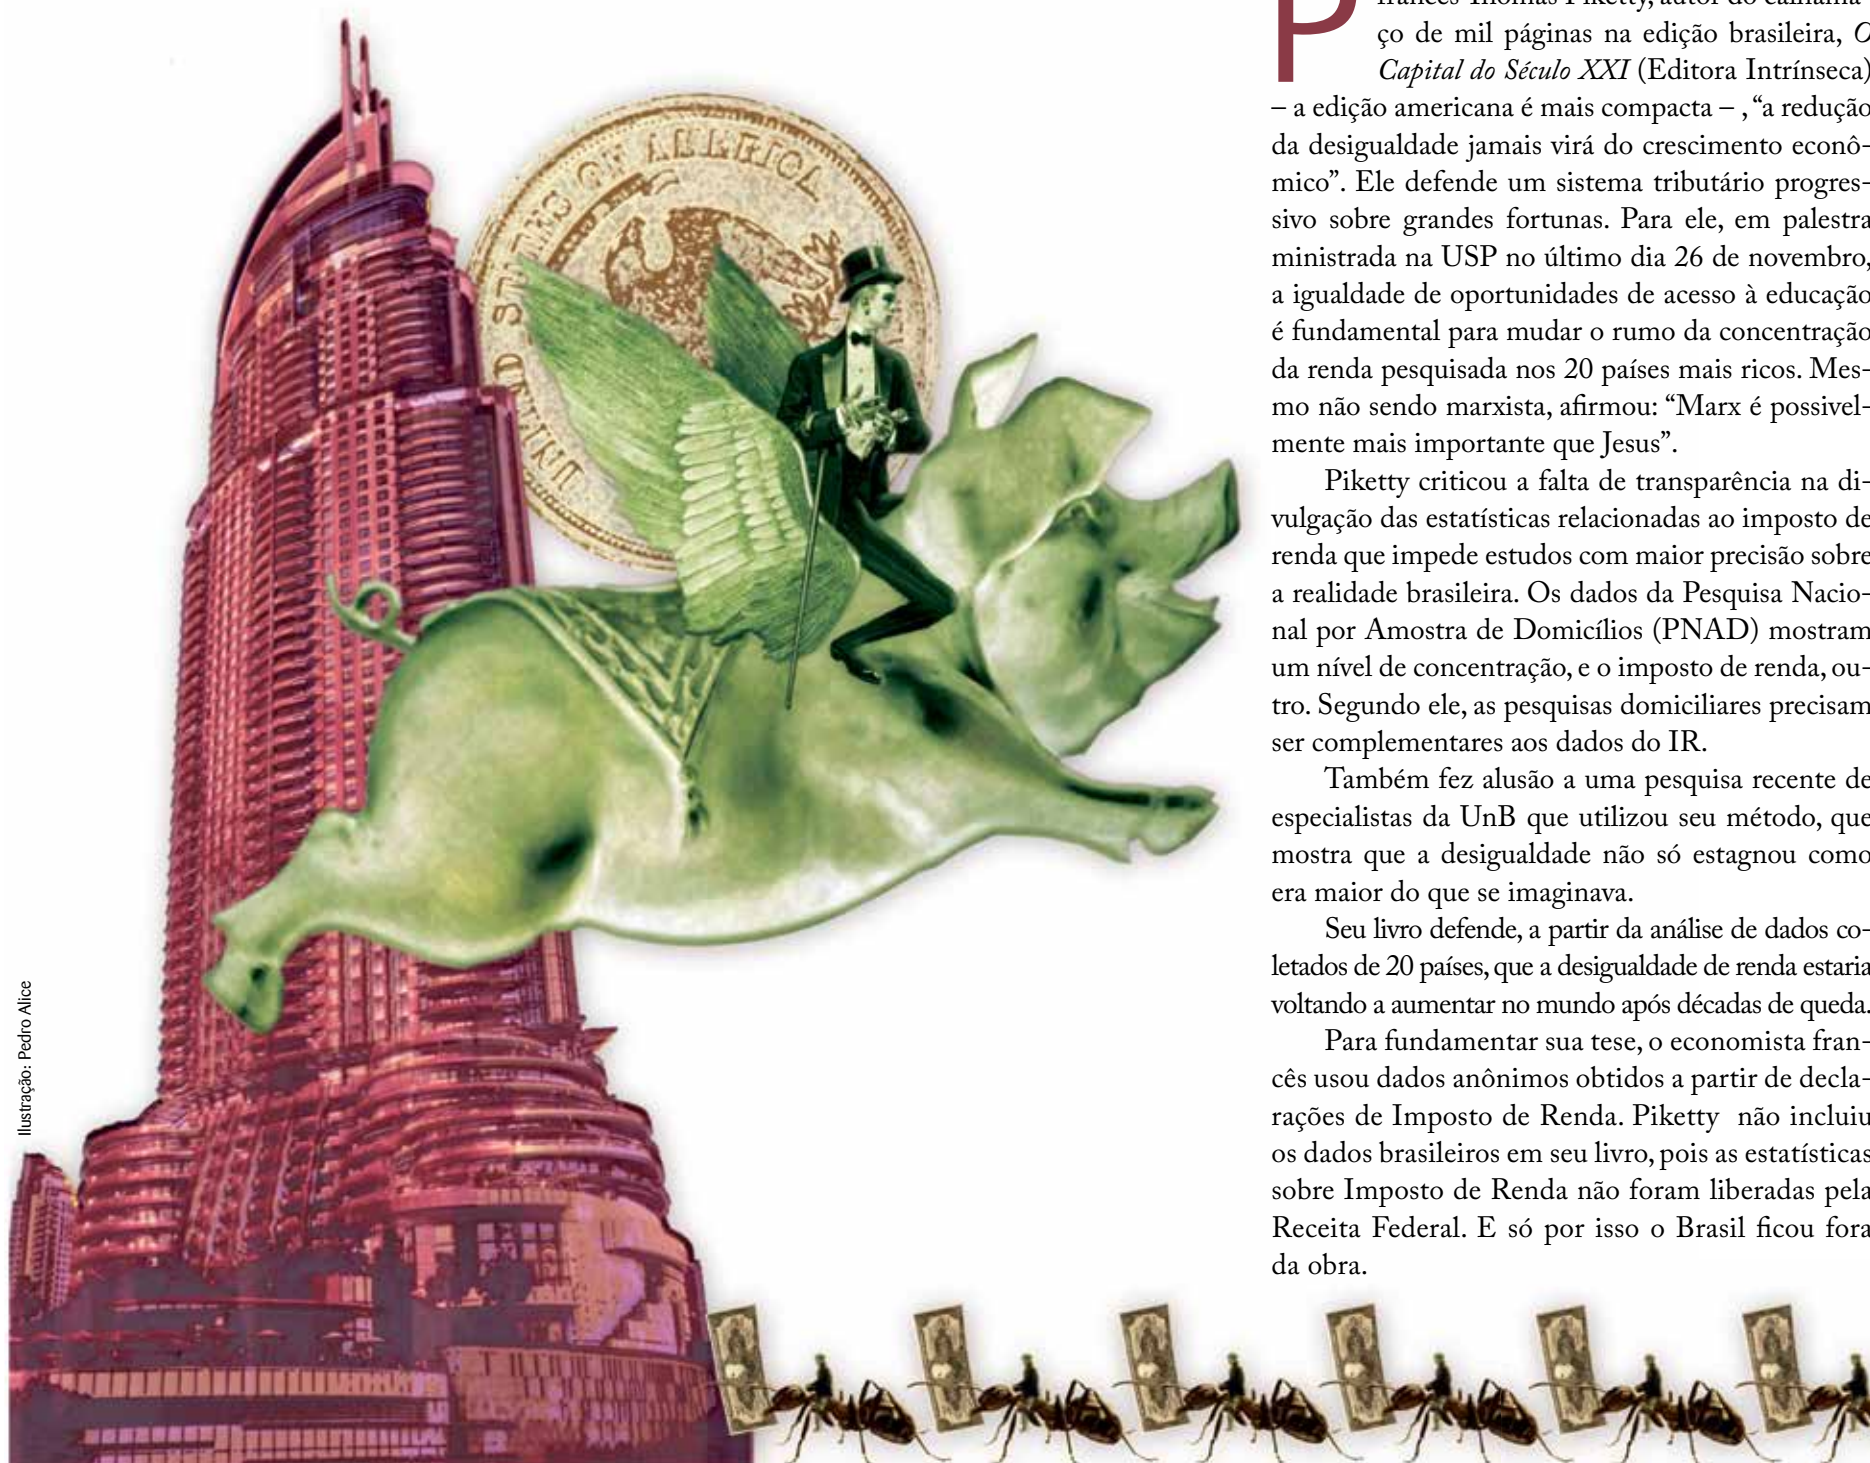 P
francês Thomas Piketty, autor do calhama-
ço de mil páginas na edição brasileira, O
Capital do Século XXI (Editora Intrínseca)
– a edição americana é mais compacta – , “a redução
da desigualdade jamais virá do crescimento econô-
mico”. Ele defende um sistema tributário progres-
sivo sobre grandes fortunas. Para ele, em palestra
ministrada na USP no último dia 26 de novembro,
a igualdade de oportunidades de acesso à educação
é fundamental para mudar o rumo da concentração
da renda pesquisada nos 20 países mais ricos. Mes-
mo não sendo marxista, afirmou: “Marx é possivel-
mente mais importante que Jesus”.
Piketty criticou a falta de transparência na di-
vulgação das estatísticas relacionadas ao imposto de
renda que impede estudos com maior precisão sobre
a realidade brasileira. Os dados da Pesquisa Nacio-
nal por Amostra de Domicílios (PNAD) mostram
um nível de concentração, e o imposto de renda, ou-
tro. Segundo ele, as pesquisas domiciliares precisam
ser complementares aos dados do IR.
Também fez alusão a uma pesquisa recente de
especialistas da UnB que utilizou seu método, que
mostra que a desigualdade não só estagnou como
era maior do que se imaginava.
Seu livro defende, a partir da análise de dados co-
letados de 20 países, que a desigualdade de renda estaria
voltando a aumentar no mundo após décadas de queda.
Para fundamentar sua tese, o economista fran-
cês usou dados anônimos obtidos a partir de decla-
rações de Imposto de Renda. Piketty não incluiu
os dados brasileiros em seu livro, pois as estatísticas
sobre Imposto de Renda não foram liberadas pela
Receita Federal. E só por isso o Brasil ficou fora
da obra.
UNITED STATES OF AMERICA
Ilustração: Pedro Alice